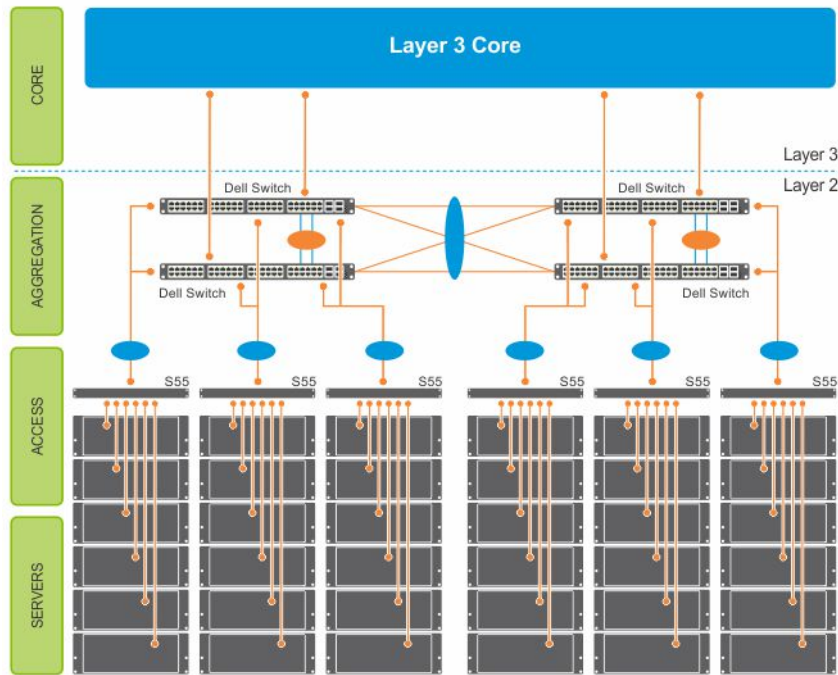 CORE
Layer 3 Core
Layer 3
Layer 2
AGGREGATION
Dell Switch
Dell Switch
Dell Switch
Dell Switch
ACCESS
S55
S55
S55
S55
S55
S55
SERVERS